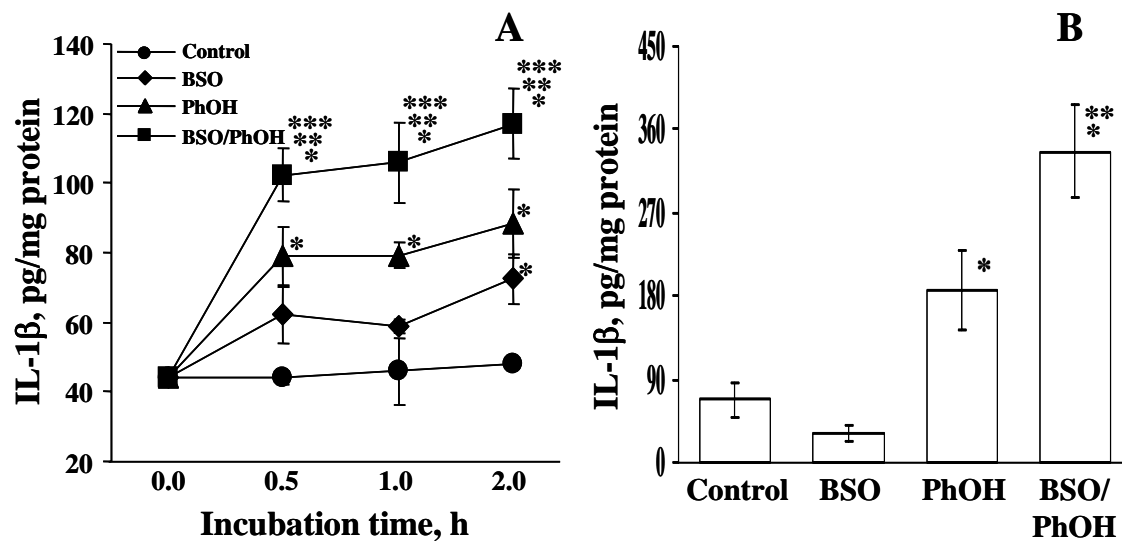 A
IL-1β, pg/mg protein
140
120
100
80
60
40
20
Control
BSO
PhOH
BSO/PhOH
***
**
*
***
**
*
***
**
*
*
*
*
*
0.0 0.5 1.0 2.0
Incubation time, h
B
IL-1β, pg/mg protein
450
360
270
180
90
0
*
**
*
Control BSO PhOH BSO/
PhOH